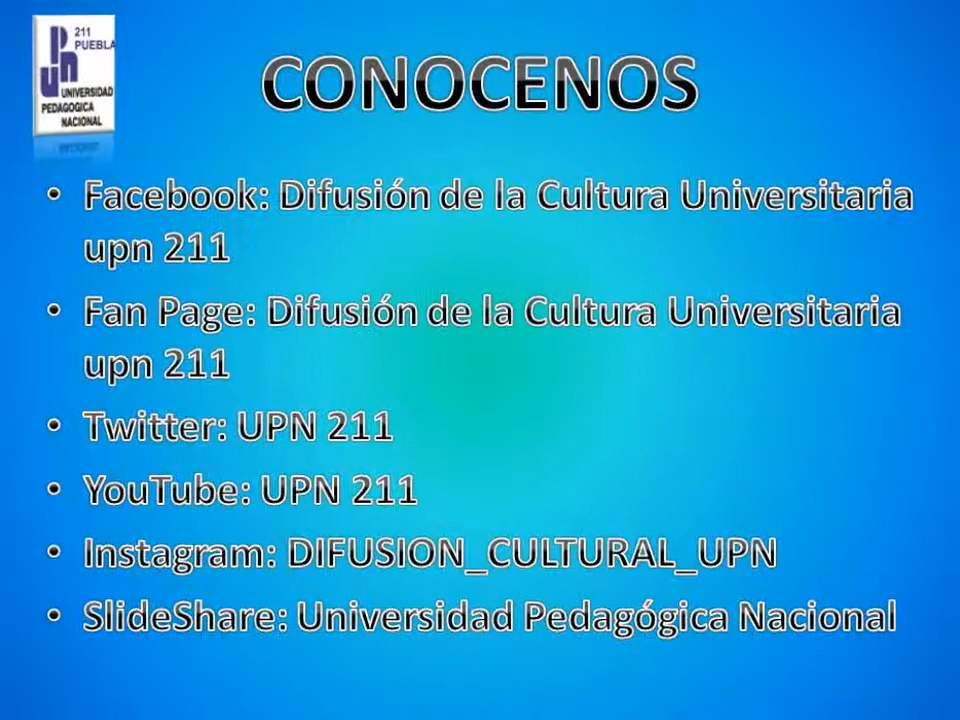 211
PUEBLA
UNIVERSIDAD
PEDAGOGICA
NACIONAL
CONOCENOS
• Facebook: Difusión de la Cultura Universitaria
upn 211
• Fan Page: Difusión de la Cultura Universitaria
upn 211
• Twitter: UPN 211
• YouTube: UPN 211
• Instagram: DIFUSION_CULTURAL_UPN
• SlideShare: Universidad Pedagógica Nacional